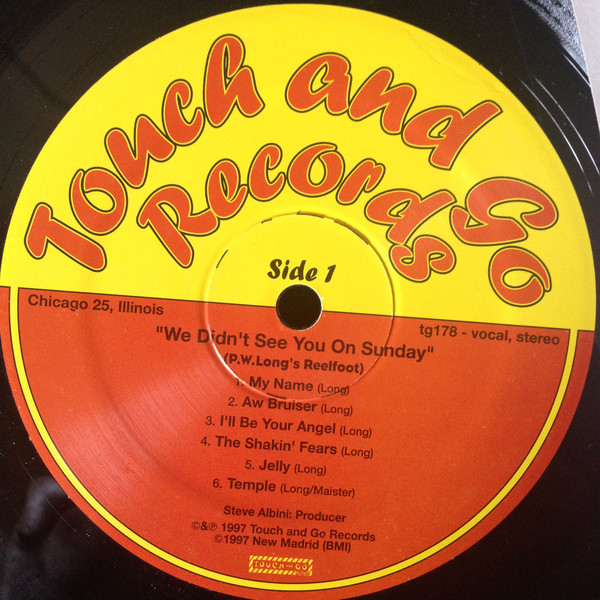 Touch and Go
Records
Side 1
Chicago 25, Illinois
tg178 - vocal, stereo
"We Didn't See You On Sunday"
(P.W.Long's Reelfoot)
1. My Name (Long)
2. Aw Bruiser (Long)
3. I'll Be Your Angel (Long)
4. The Shakin' Fears (Long)
5. Jelly (Long)
6. Temple (Long/Maister)
Steve Albini: Producer
©&℗ 1997 Touch and Go Records
©1997 New Madrid (BMI)
TOUCH AND GO